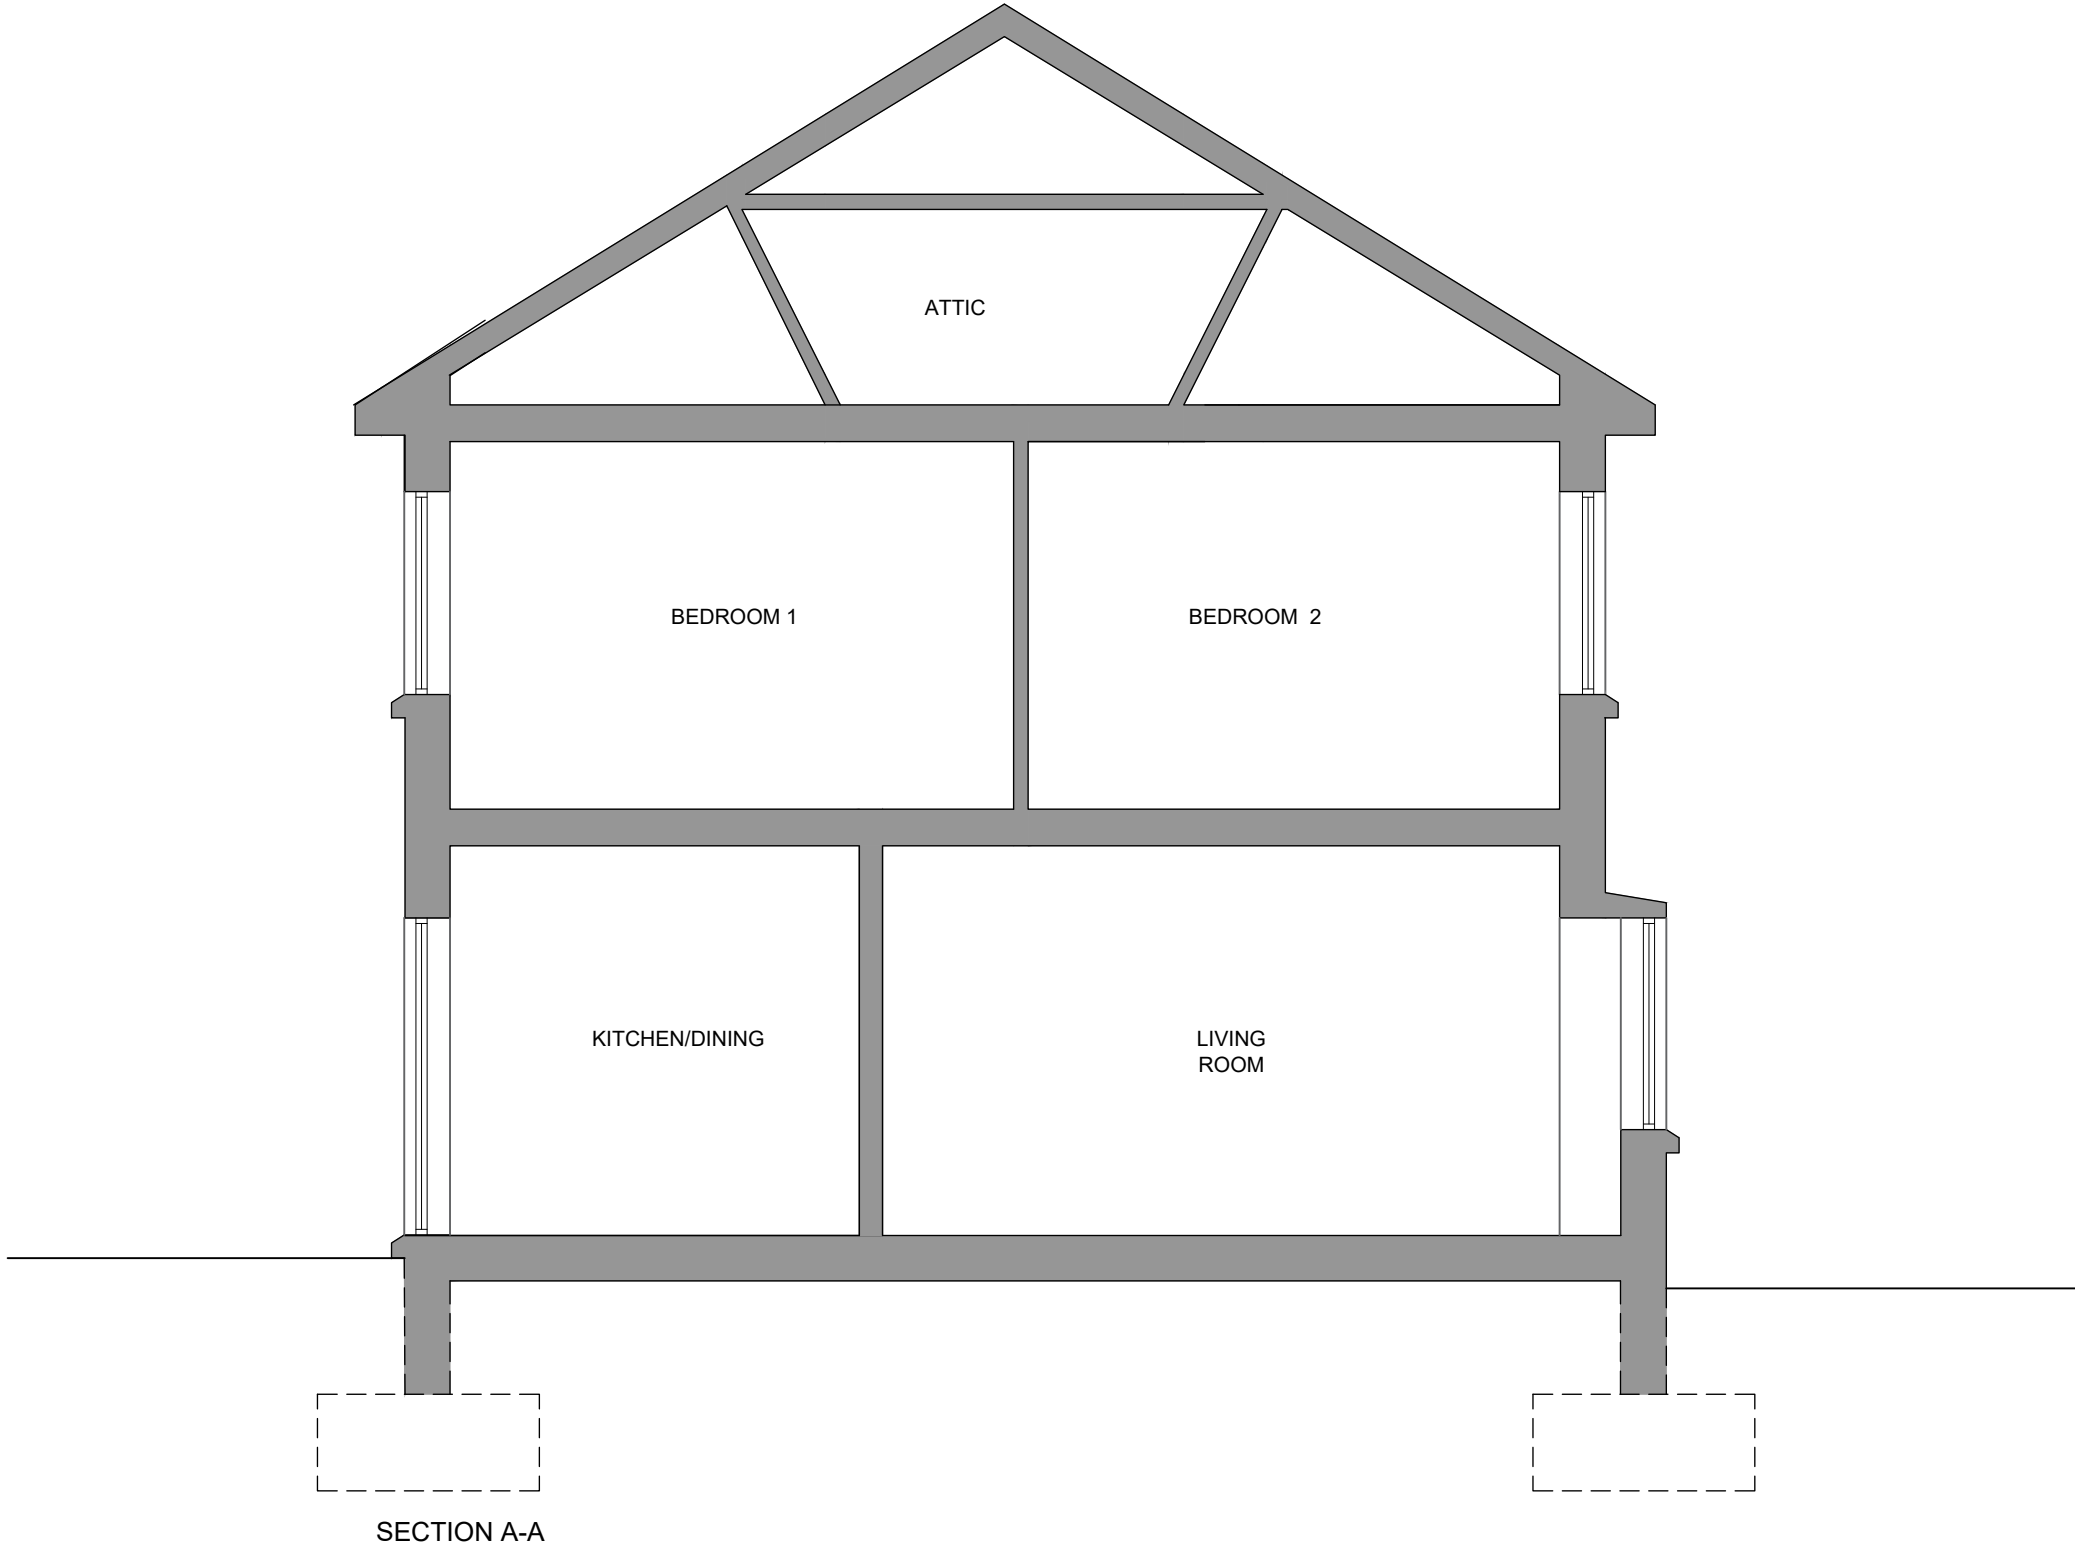 ATTIC
BEDROOM 1
BEDROOM  2
KITCHEN/DINING
LIVING
ROOM
SECTION A-A